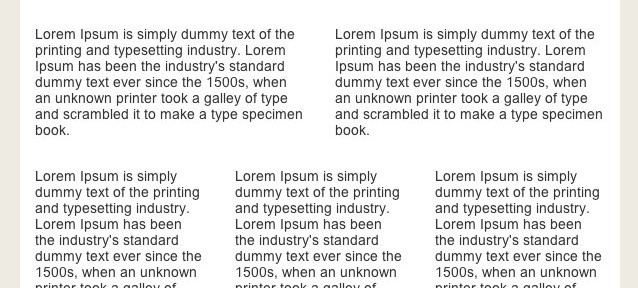 Lorem Ipsum is simply dummy text of the
printing and typesetting industry. Lorem
Ipsum has been the industry's standard
dummy text ever since the 1500s, when
an unknown printer took a galley of type
and scrambled it to make a type specimen
book.
Lorem Ipsum is simply dummy text of the
printing and typesetting industry. Lorem
Ipsum has been the industry's standard
dummy text ever since the 1500s, when
an unknown printer took a galley of type
and scrambled it to make a type specimen
book.
Lorem Ipsum is simply
dummy text of the printing
and typesetting industry.
Lorem Ipsum has been
the industry's standard
dummy text ever since the
1500s, when an unknown
printer took a galley of
Lorem Ipsum is simply
dummy text of the printing
and typesetting industry.
Lorem Ipsum has been
the industry's standard
dummy text ever since the
1500s, when an unknown
printer took a galley of
Lorem Ipsum is simply
dummy text of the printing
and typesetting industry.
Lorem Ipsum has been
the industry's standard
dummy text ever since the
1500s, when an unknown
printer took a galley of